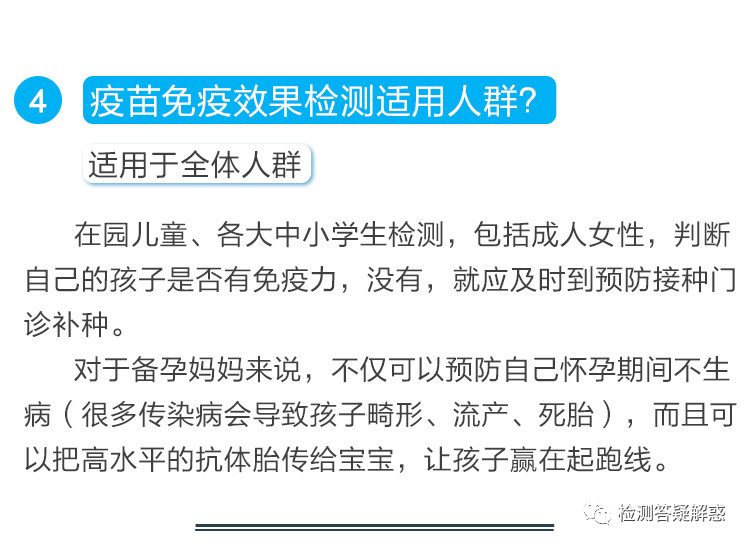 4 疫苗免疫效果检测适用人群？
适用于全体人群
在园儿童、各大中小学生检测，包括成人女性，判断
自己的孩子是否有免疫力，没有，就应及时到预防接种门
诊补种。
对于备孕妈妈来说，不仅可以预防自己怀孕期间不生
病（很多传染病会导致孩子畸形、流产、死胎），而且可
以把高水平的抗体胎传给宝宝，让孩子赢在起跑线。
检测答疑解惑